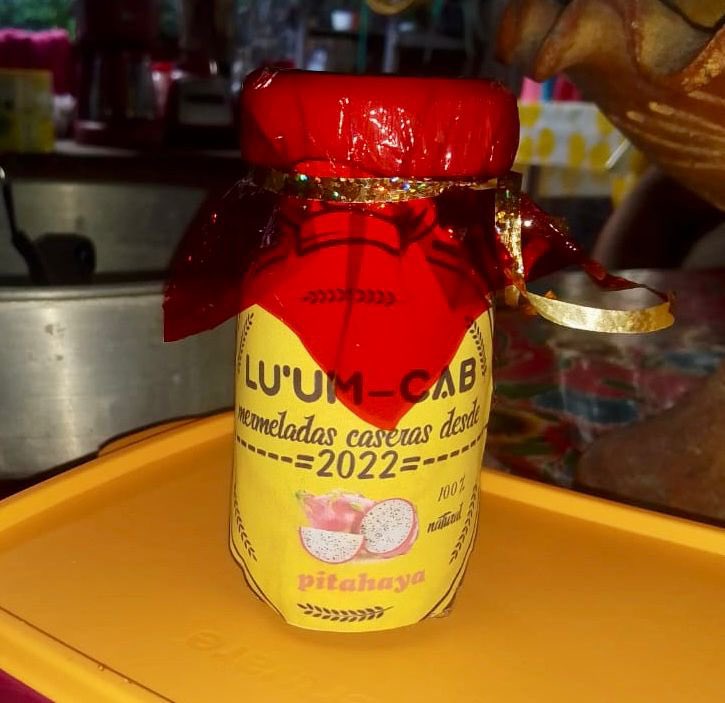 LU'UM-CAB
mermeladas caseras desde
=2022=
100%
natural
pitahaya